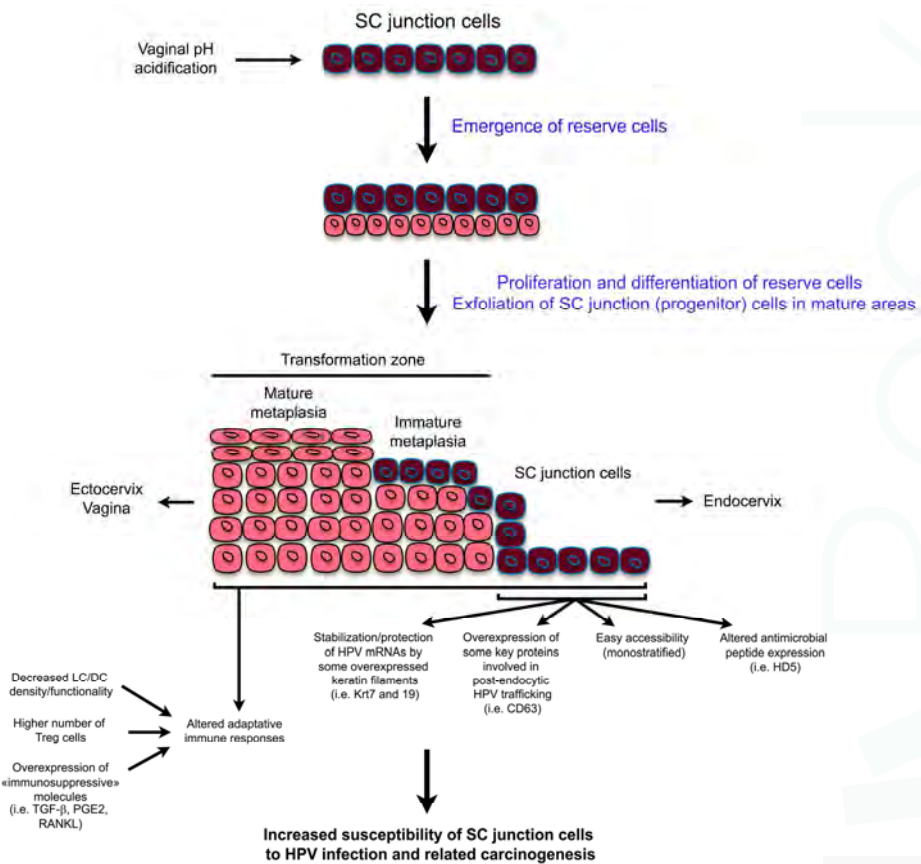 SC junction cells
Vaginal pH
acidification
Emergence of reserve cells
Proliferation and differentiation of reserve cells
Exfoliation of SC junction (progenitor) cells in mature areas
Transformation zone
Mature
metaplasia
Immature
metaplasia
SC junction cells
Ectocervix
Vagina
Endocervix
Stabilization/protection
of HPV mRNAs by
some overexpressed
keratin filaments
(i.e. Krt7 and 19)
Overexpression of
some key proteins
involved in
post-endocytic
HPV trafficking
(i.e. CD63)
Easy accessibility
(monostratified)
Altered antimicrobial
peptide expression
(i.e. HD5)
Decreased LC/DC
density/functionality
Higher number of
Treg cells
Overexpression of
«immunosuppressive»
molecules
(i.e. TGF-β, PGE2,
RANKL)
Altered adaptative
immune responses
Increased susceptibility of SC junction cells
to HPV infection and related carcinogenesis